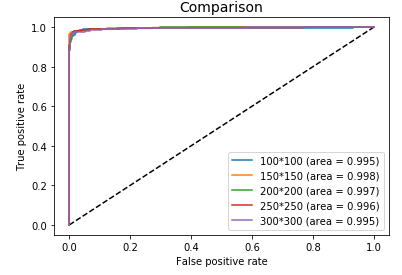 Comparison
1.0
0.8
0.6
0.4
0.2
0.0
True positive rate
100*100 (area = 0.995)
150*150 (area = 0.998)
200*200 (area = 0.997)
250*250 (area = 0.996)
300*300 (area = 0.995)
0.0 0.2 0.4 0.6 0.8 1.0
False positive rate